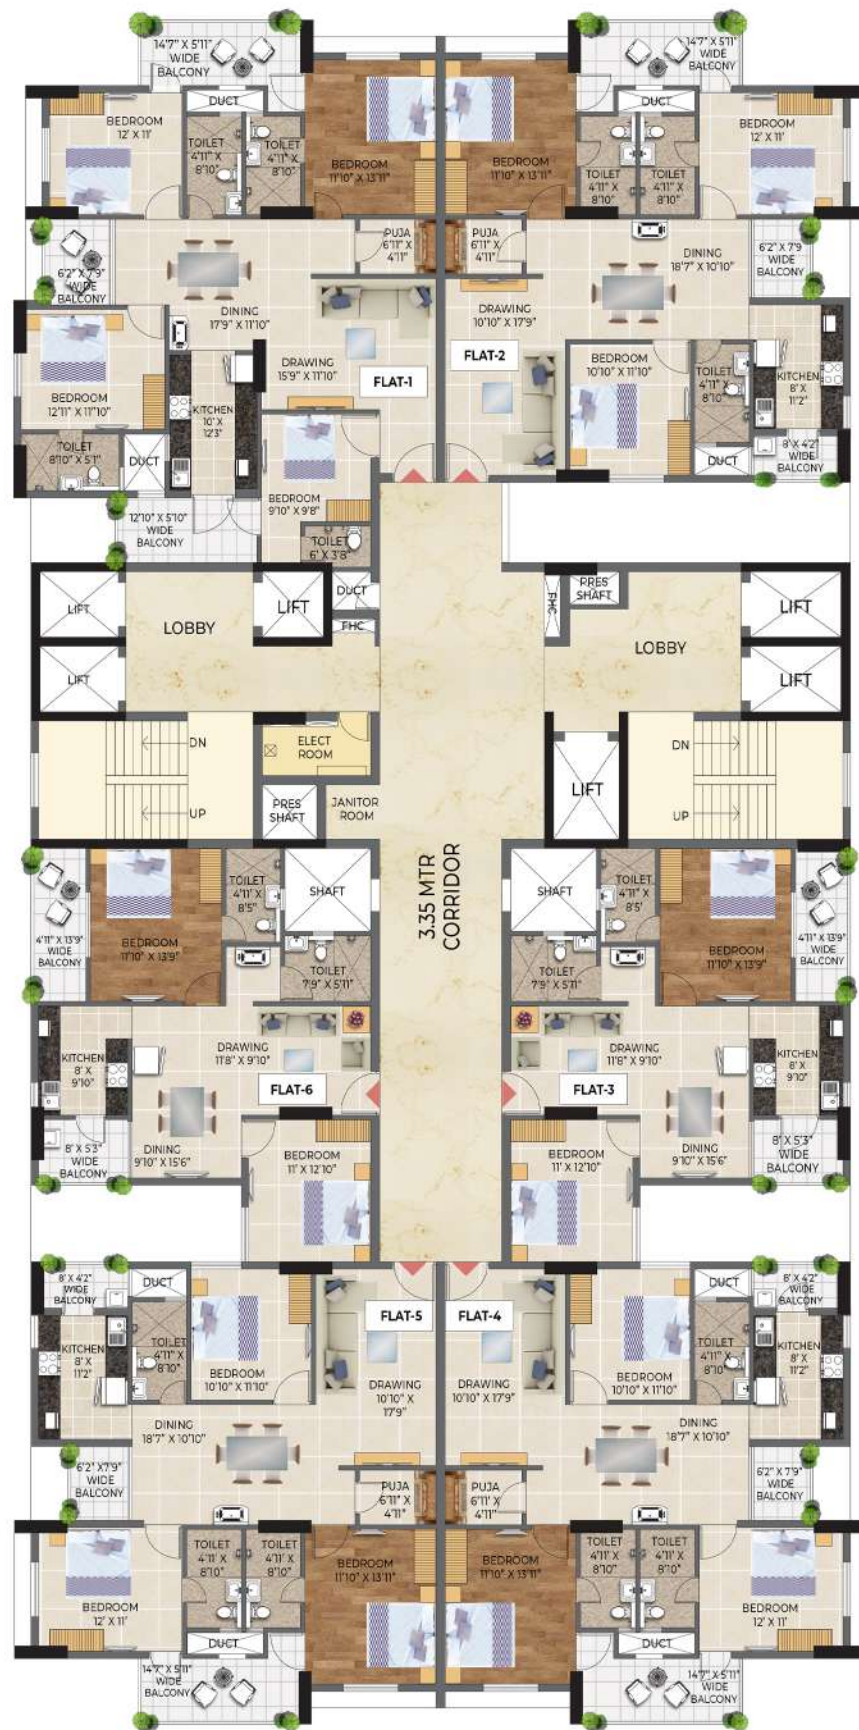 14'7" X 5'11"
WIDE
BALCONY
DUCT
BEDROOM
12' X 11'
TOILET
4'11" X
8'10"
TOILET
4'11" X
8'10"
BEDROOM
11'10" X 13'11"
PUJA
6'11" X
4'11"
6'2" X 7'9"
WIDE
BALCONY
DINING
17'9" X 11'10"
DRAWING
15'9" X 11'10"
FLAT-1
BEDROOM
12'11" X 11'10"
KITCHEN
10' X
12'3"
TOILET
8'10" X 5'1"
DUCT
BEDROOM
9'10" X 9'8"
12'10" X 5'10"
WIDE
BALCONY
TOILET
6' X 3'8"
14'7" X 5'11"
WIDE
BALCONY
DUCT
BEDROOM
11'10" X 13'11"
TOILET
4'11" X
8'10"
TOILET
4'11" X
8'10"
BEDROOM
12' X 11'
PUJA
6'11" X
4'11"
DINING
18'7" X 10'10"
6'2" X 7'9
WIDE
BALCONY
DRAWING
10'10" X 17'9"
FLAT-2
BEDROOM
10'10" X 11'10"
TOILET
4'11" X
8'10"
KITCHEN
8' X
11'2"
DUCT
8' X 4'2"
WIDE
BALCONY
LIFT
LOBBY
LIFT
DUCT
FHC
LIFT
FHC
PRES
SHAFT
LIFT
LOBBY
LIFT
DN
UP
ELECT
ROOM
PRES
SHAFT
JANITOR
ROOM
LIFT
DN
UP
3.35 MTR
CORRIDOR
TOILET
4'11" X
8'5"
SHAFT
4'11" X 13'9"
WIDE
BALCONY
BEDROOM
11'10" X 13'9"
TOILET
7'9" X 5'11"
KITCHEN
8' X
9'10"
DRAWING
11'8" X 9'10"
FLAT-6
8' X 5'3"
WIDE
BALCONY
DINING
9'10" X 15'6"
BEDROOM
11' X 12'10"
SHAFT
TOILET
4'11" X
8'5'
BEDROOM
11'10" X 13'9"
4'11" X 13'9"
WIDE
BALCONY
TOILET
7'9" X 5'11"
DRAWING
11'8" X 9'10"
FLAT-3
KITCHEN
8' X
9'10"
BEDROOM
11' X 12'10"
DINING
9'10" X 15'6"
8' X 5'3"
WIDE
BALCONY
8' X 4'2"
WIDE
BALCONY
DUCT
KITCHEN
8' X
11'2"
TOILET
4'11" X
8'10"
BEDROOM
10'10" X 11'10"
FLAT-5
DRAWING
10'10" X
17'9"
DINING
18'7" X 10'10"
6'2" X 7'9"
WIDE
BALCONY
PUJA
6'11" X
4'11"
TOILET
4'11' X
8'10"
TOILET
4'11' X
8'10"
BEDROOM
11'10" X 13'11"
BEDROOM
12' X 11'
DUCT
14'7" X 5'11"
WIDE
BALCONY
FLAT-4
DRAWING
10'10" X 17'9"
BEDROOM
10'10" X 11'10"
DUCT
8' X 4'2"
WIDE
BALCONY
TOILET
4'11" X
8'10"
KITCHEN
8' X
11'2"
DINING
18'7" X 10'10"
PUJA
6'11' X
4'11"
6'2" X 7'9"
WIDE
BALCONY
BEDROOM
11'10" X 13'11"
TOILET
4'11' X
8'10"
TOILET
4'11" X
8'10"
BEDROOM
12' X 11'
DUCT
14'7" X 5'11"
WIDE
BALCONY